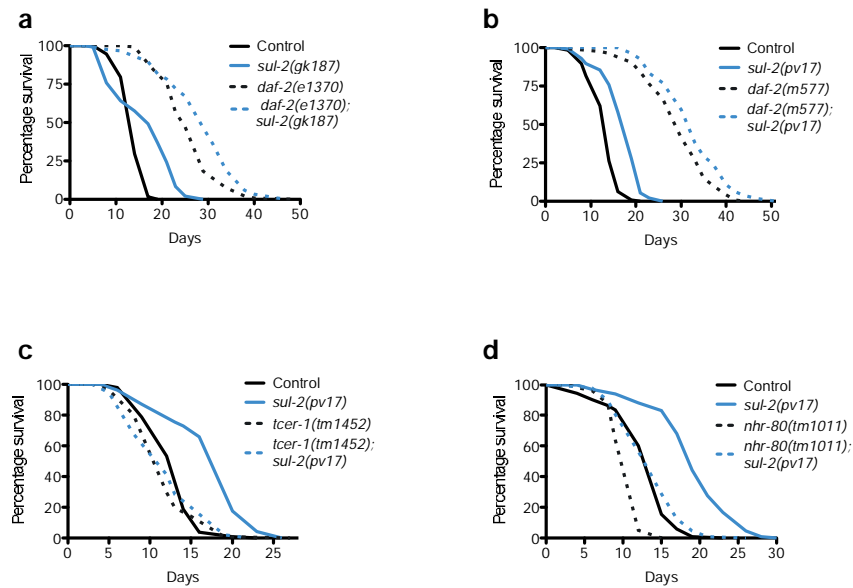 a
100
75
50
25
0
Percentage survival
0 10 20 30 40 50
Days
Control
sul-2(gk187)
daf-2(e1370)
daf-2(e1370);
sul-2(gk187)
b
100
75
50
25
0
Percentage survival
0 10 20 30 40 50
Days
Control
sul-2(pv17)
daf-2(m577)
daf-2(m577);
sul-2(pv17)
c
100
80
60
40
20
0
Percentage survival
0 5 10 15 20 25
Days
Control
sul-2(pv17)
tcer-1(tm1452)
tcer-1(tm1452);
sul-2(pv17)
d
100
80
60
40
20
0
Percentage survival
0 5 10 15 20 25 30
Days
Control
sul-2(pv17)
nhr-80(tm1011)
nhr-80(tm1011);
sul-2(pv17)